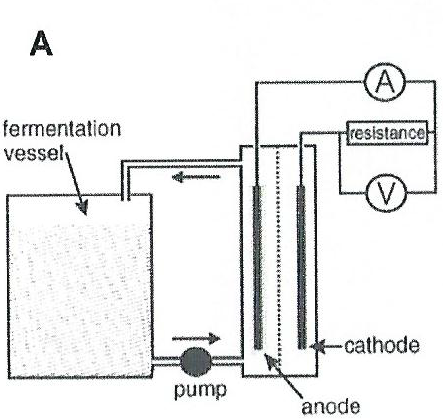 A
fermentation
vessel
A
resistance
V
cathode
pump
anode